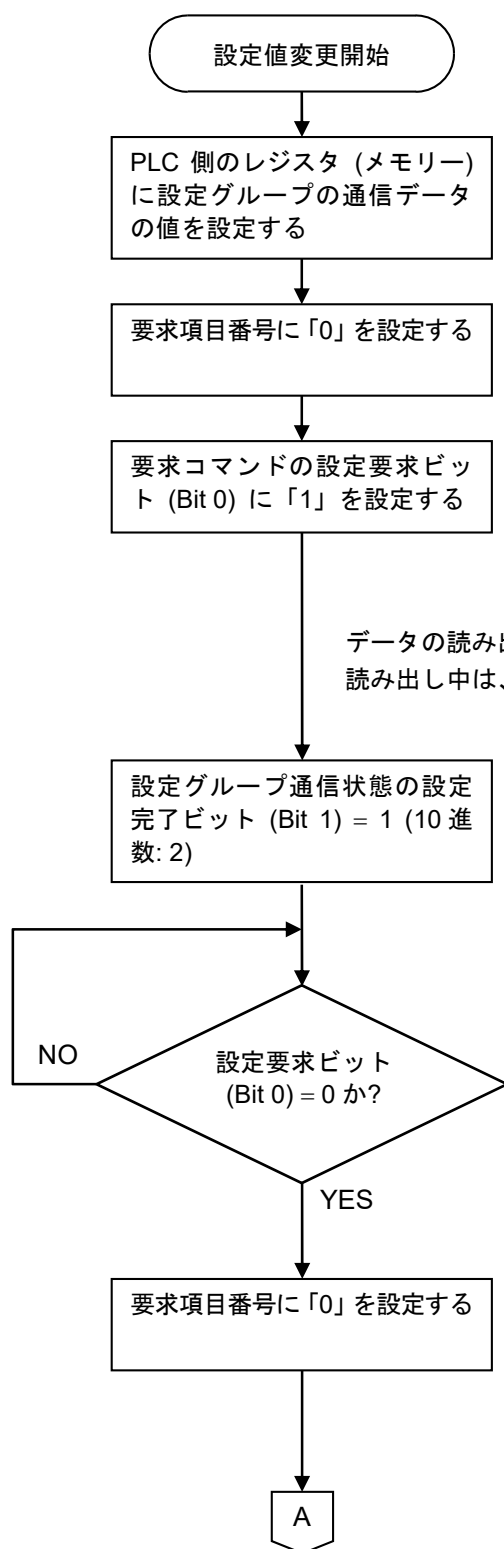 設定値変更開始
PLC 側のレジスタ (メモリー)
に設定グループの通信データ
の値を設定する
要求項目番号に「0」を設定する
要求コマンドの設定要求ビッ
ト (Bit 0) に「1」を設定する
データの読み
読み出し中は、
設定グループ通信状態の設定
完了ビット (Bit 1) = 1 (10 進
数: 2)
NO
設定要求ビット
(Bit 0) = 0 か?
YES
要求項目番号に「0」を設定する
A